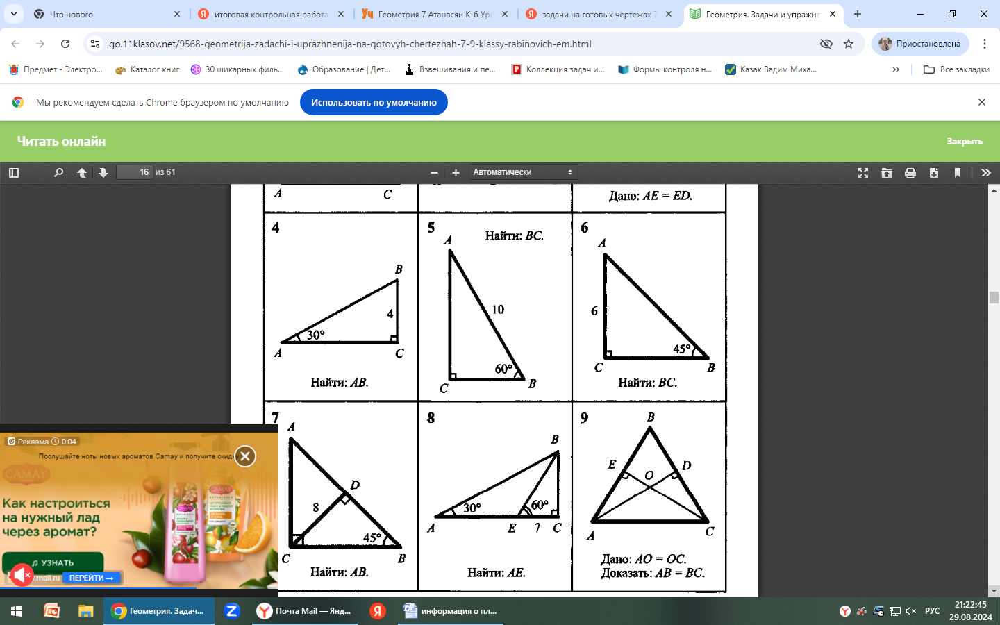 Что нового
итоговая контрольная работа
Геометрия 7 Атанасян К-6 Уро
задачи на готовых чертежах 7
Геометрия. Задачи и упражне
go.11klasov.net/9568-geometrija-zadachi-i-uprazhnenija-na-gotovyh-chertezhah-7-9-klassy-rabinovich-em.html
Приостановлена
Предмет - Электро...
Каталог книг
30 шикарных филь...
Образование | Дет...
Взвешивания и пе...
Коллекция задач и...
Формы контроля н...
Казак Вадим Миха...
Все закладки
Мы рекомендуем сделать Chrome браузером по умолчанию
Использовать по умолчанию
Читать онлайн
Закрыть
16 из 61
Автоматически
A C
Дано: AE = ED.
4
B
4
30°
A
C
Найти: AB.
5
Найти: BC.
A
10
60°
C
B
6
A
6
45°
C
B
Найти: BC.
7
A
D
8
45°
C
B
Найти: AB.
8
B
30°
60°
A
E
7
C
Найти: AE.
9
B
E
O
D
A
C
Дано: AO = OC.
Доказать: AB = BC.
Реклама 0:04
Послушайте ноты новых ароматов Camay и получите скидку
CAMAY
Как настроиться
на нужный лад
через аромат?
УЗНАТЬ
.mail.ru
ПЕРЕЙТИ →
Геометрия. Задач...
Почта Mail — Янд...
информация о пл...
РУС
21:22:45
29.08.2024